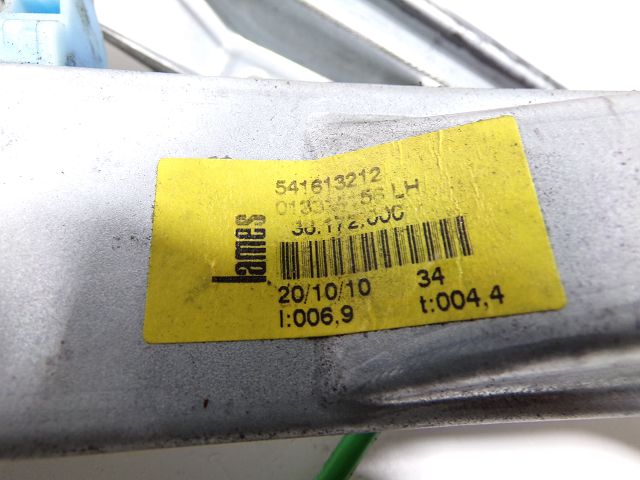 lames
541613212
LH
20/10/10 34
I:006,9 t:004,4